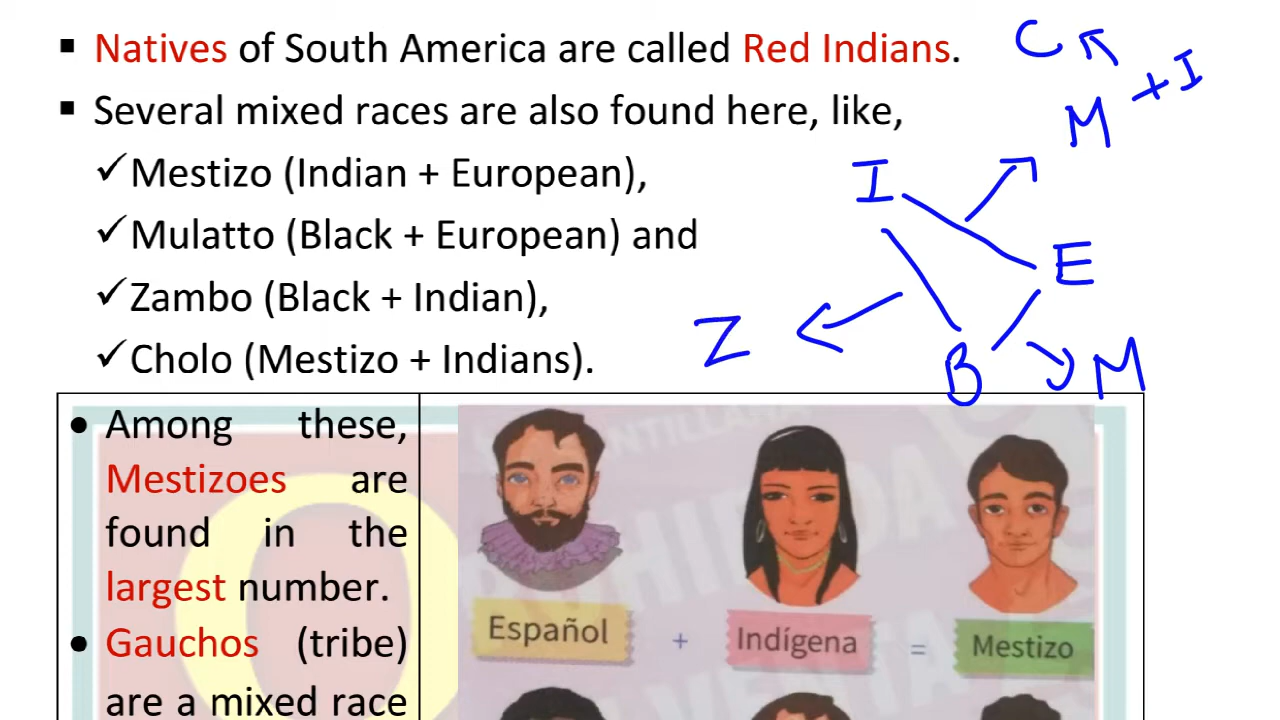 ▪ Natives of South America are called Red Indians.
▪ Several mixed races are also found here, like,
✓Mestizo (Indian + European),
✓Mulatto (Black + European) and
✓Zambo (Black + Indian),
✓Cholo (Mestizo + Indians).
C
M + I
I
E
Z
B
M
• Among these,
Mestizoes are
found in the
largest number.
• Gauchos (tribe)
are a mixed race
Español + Indígena = Mestizo